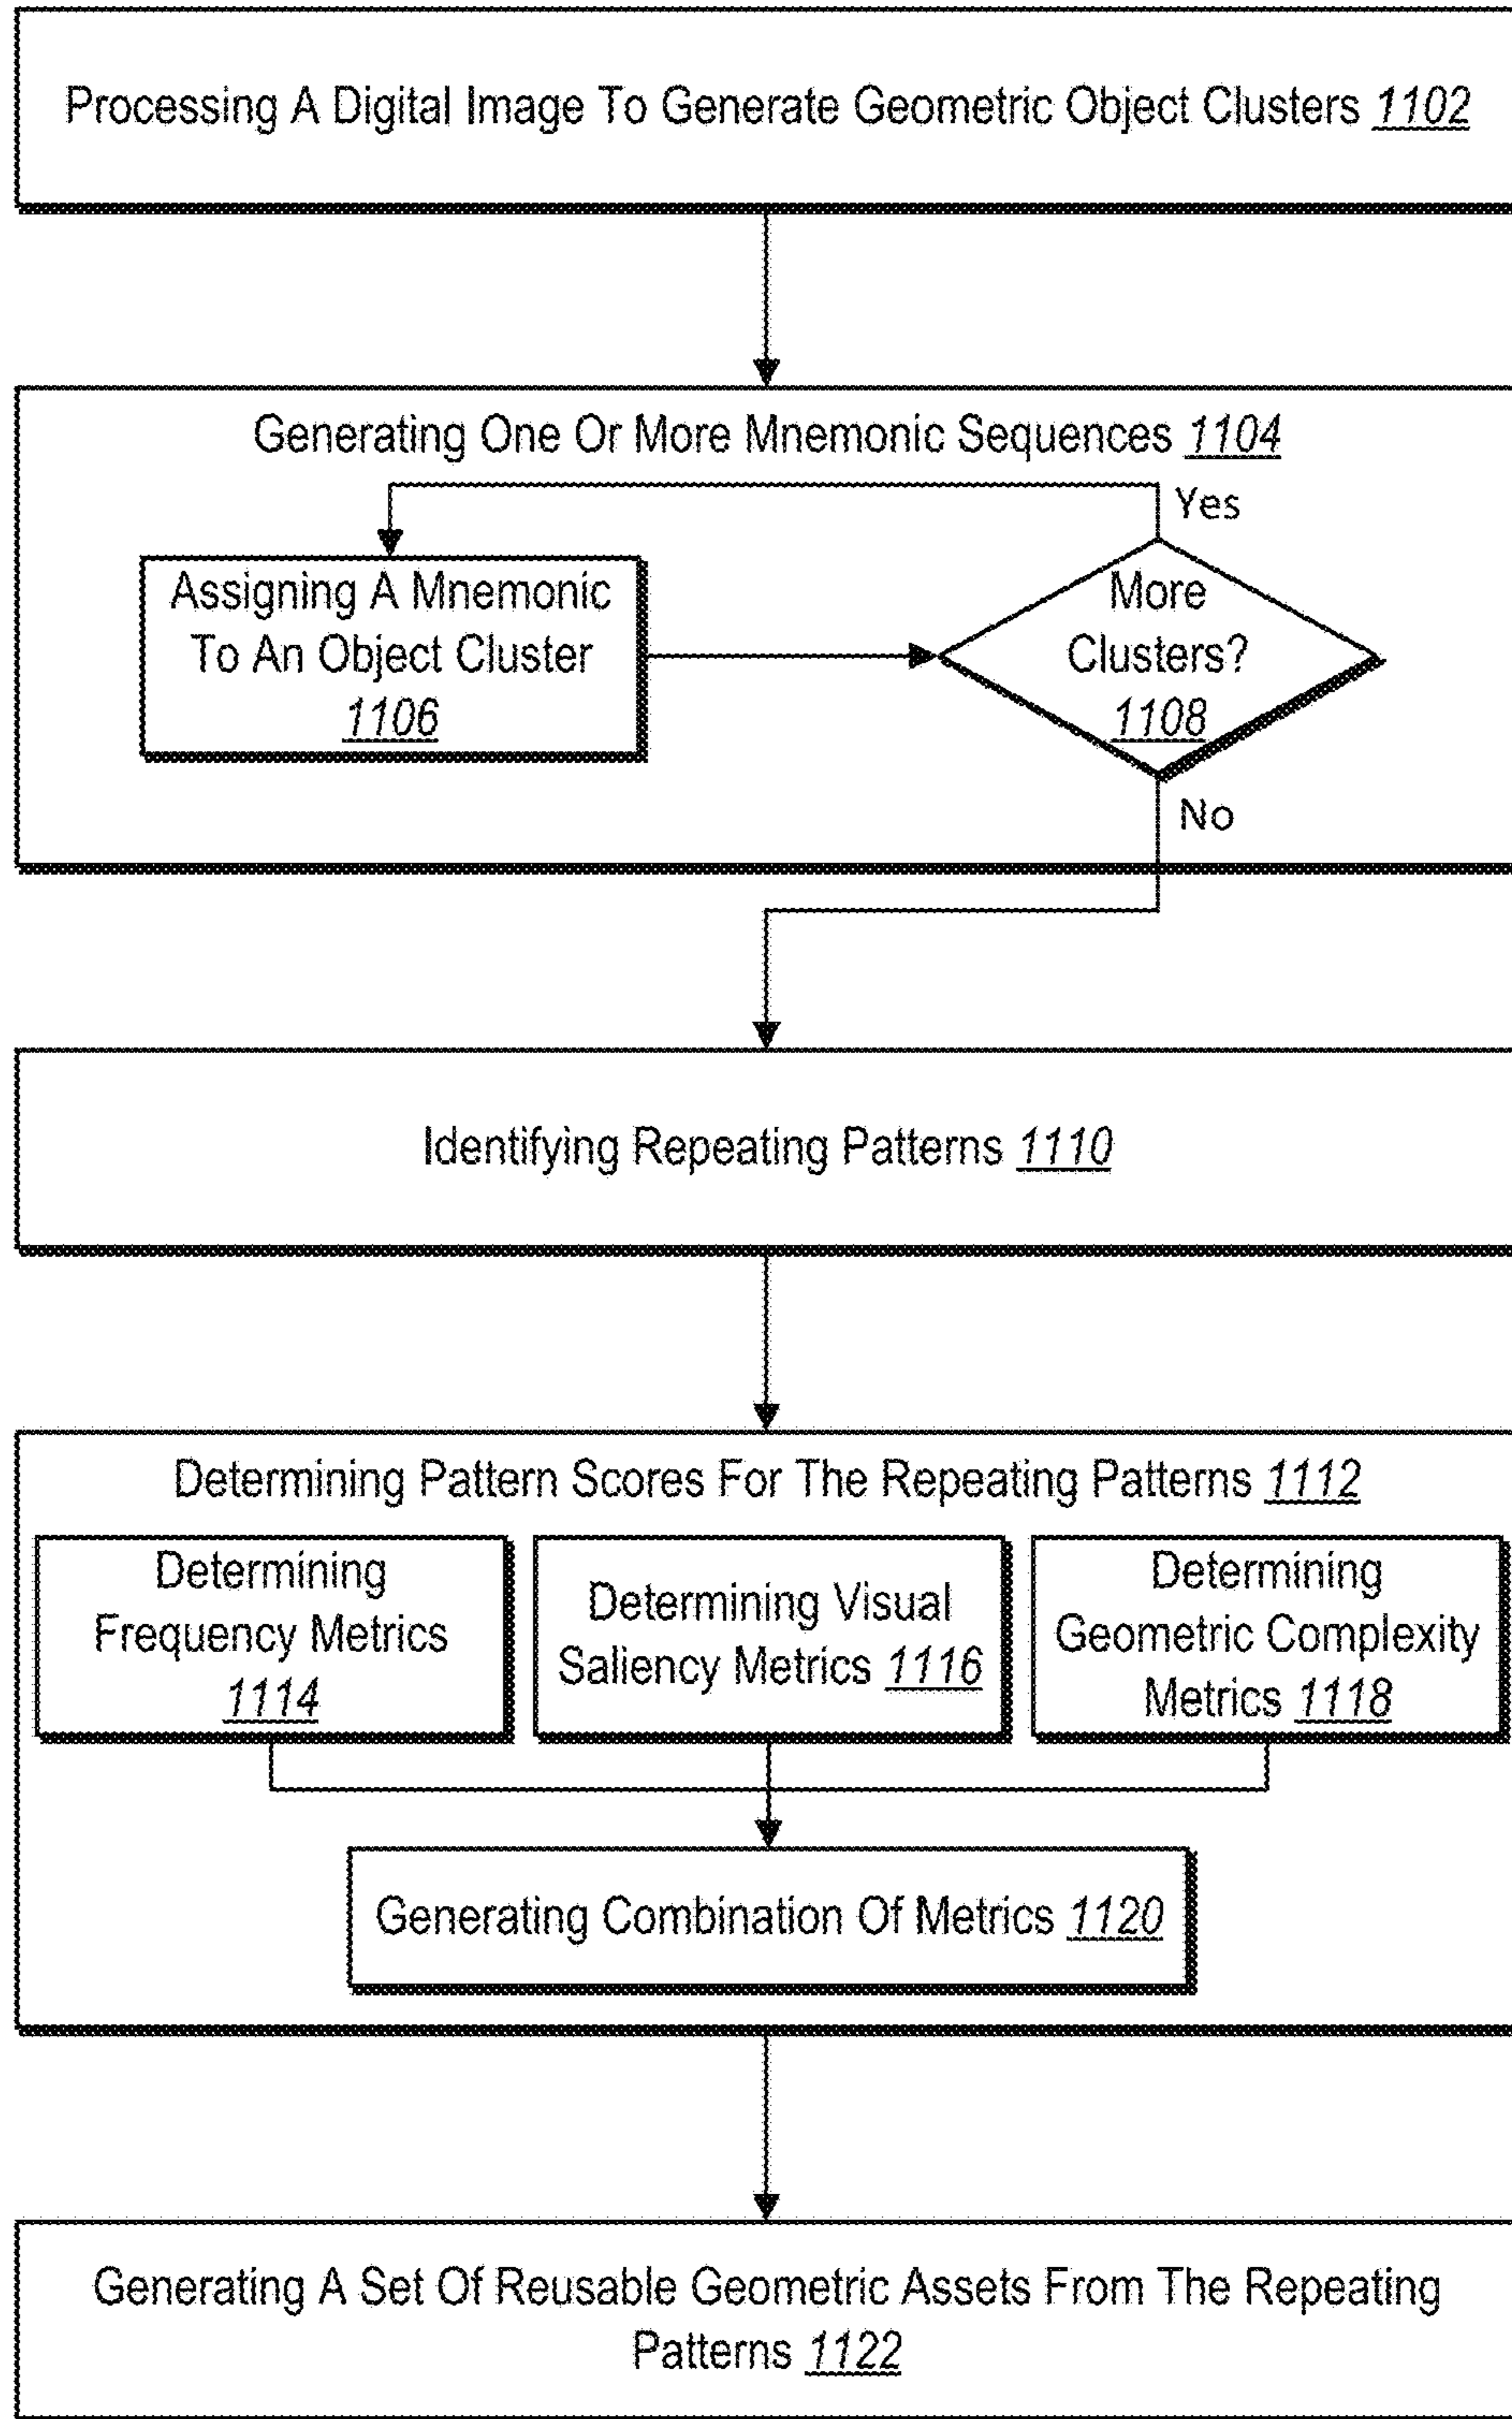 Processing A Digital Image To Generate Geometric Object Clusters 1102
Generating One Or More Mnemonic Sequences 1104
Yes
Assigning A Mnemonic
To An Object Cluster
1106
More
Clusters?
1108
No
Identifying Repeating Patterns 1110
Determining Pattern Scores For The Repeating Patterns 1112
Determining
Frequency Metrics
1114
Determining Visual
Saliency Metrics 1116
Determining
Geometric Complexity
Metrics 1118
Generating Combination Of Metrics 1120
Generating A Set Of Reusable Geometric Assets From The Repeating
Patterns 1122